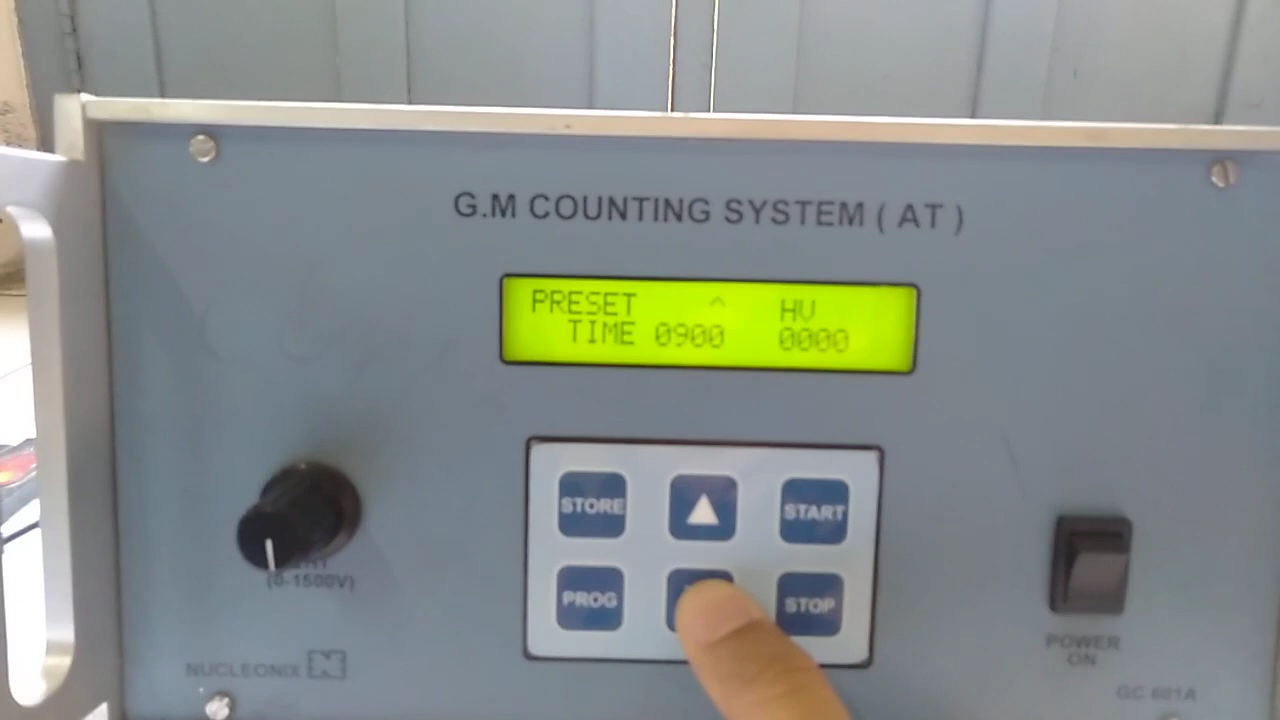 G.M COUNTING SYSTEM ( AT )
PRESET ^ HV
TIME 0900 0000
STORE
START
PROG
STOP
(0-1500V)
NUCLEONIX N
POWER
ON
GC 601A